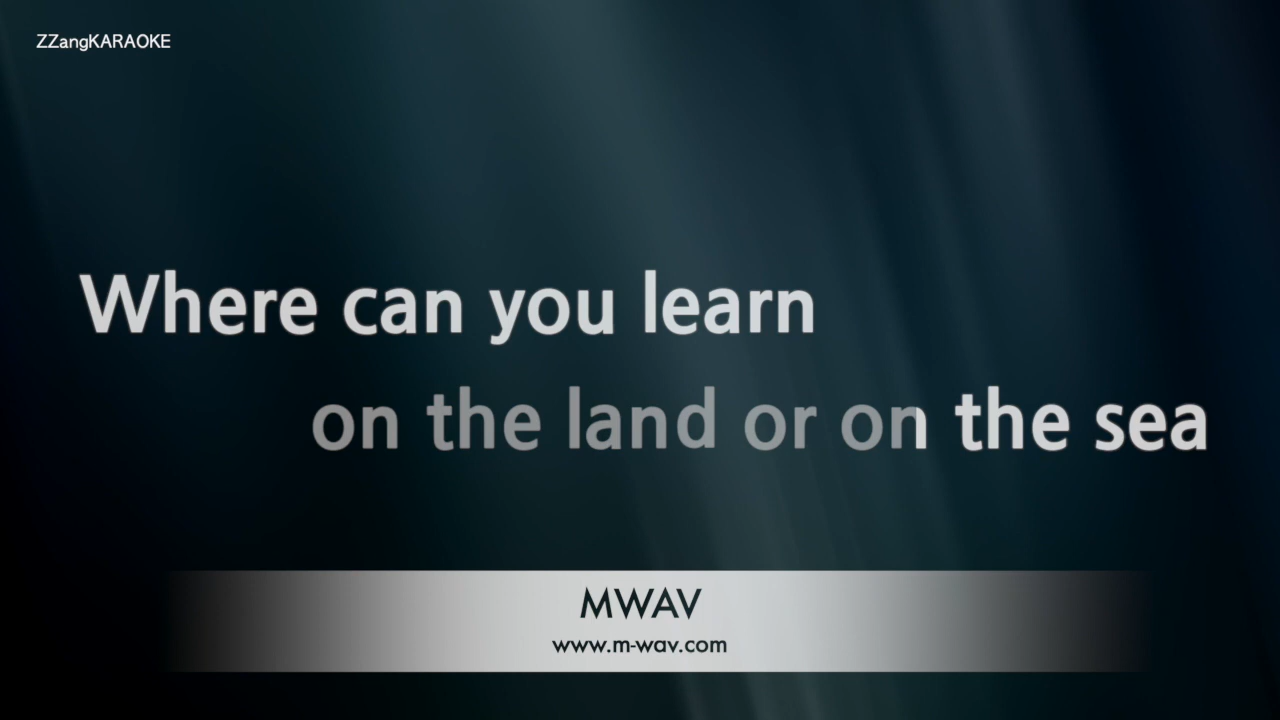 ZZangKARAOKE
Where can you learn
on the land or on the sea
MWAV
www.m-wav.com